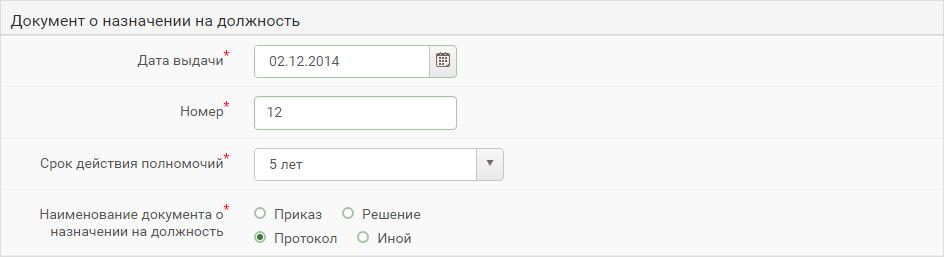 Документ о назначении на должность
Дата выдачи*
02.12.2014
Номер*
12
Срок действия полномочий*
5 лет
Наименование документа о*
назначении на должность
Приказ Решение
Протокол Иной